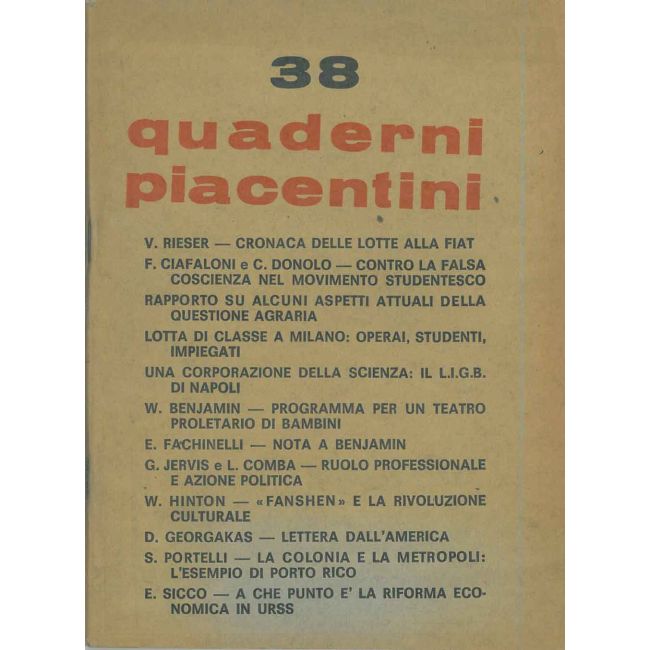 38
quaderni
piacentini
V. RIESER — CRONACA DELLE LOTTE ALLA FIAT
F. CIAFALONI e C. DONOLO — CONTRO LA FALSA
COSCIENZA NEL MOVIMENTO STUDENTESCO
RAPPORTO SU ALCUNI ASPETTI ATTUALI DELLA
QUESTIONE AGRARIA
LOTTA DI CLASSE A MILANO: OPERAI, STUDENTI,
IMPIEGATI
UNA CORPORAZIONE DELLA SCIENZA: IL L.I.G.B.
DI NAPOLI
W. BENJAMIN — PROGRAMMA PER UN TEATRO
PROLETARIO DI BAMBINI
E. FACHINELLI — NOTA A BENJAMIN
G. JERVIS e L. COMBA — RUOLO PROFESSIONALE
E AZIONE POLITICA
W. HINTON — «FANSHEN» E LA RIVOLUZIONE
CULTURALE
D. GEORGAKAS — LETTERA DALL'AMERICA
S. PORTELLI — LA COLONIA E LA METROPOLI:
L'ESEMPIO DI PORTO RICO
E. SICCO — A CHE PUNTO E' LA RIFORMA ECO-
NOMICA IN URSS